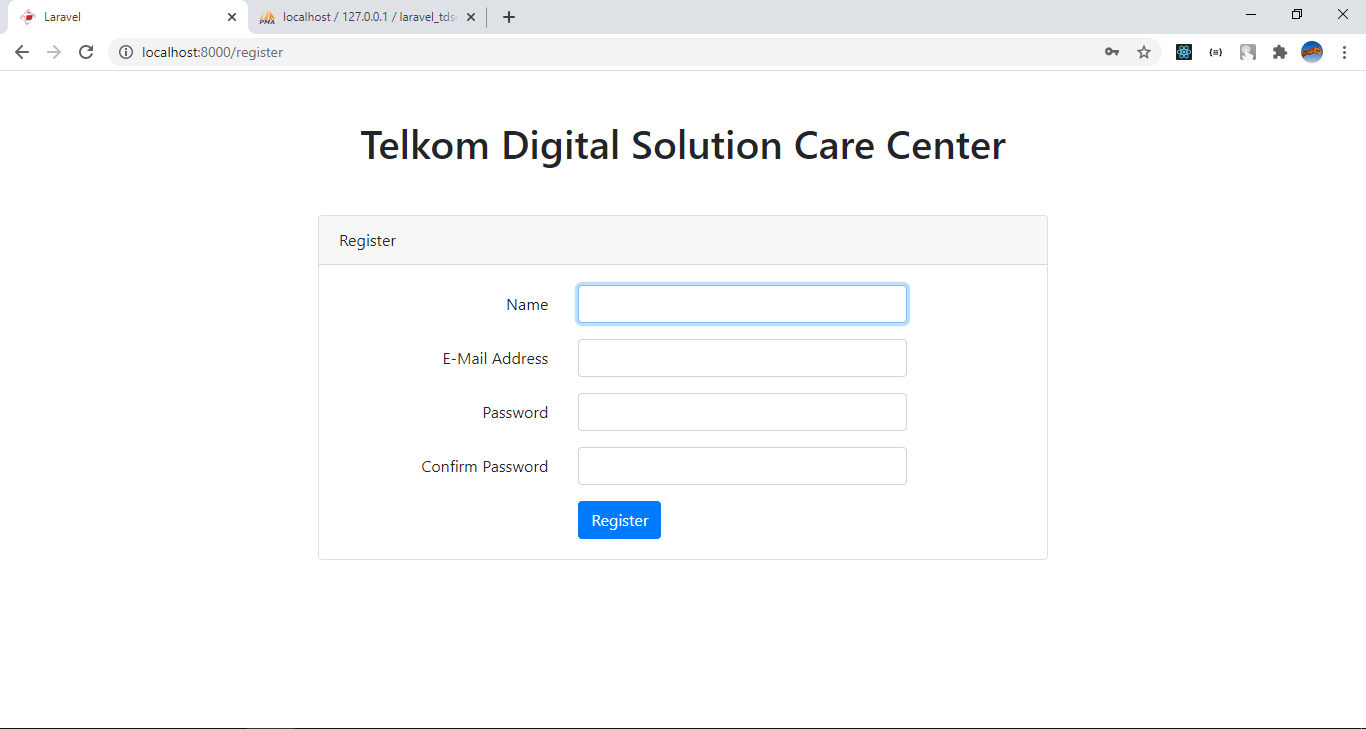 Laravel
localhost / 127.0.0.1 / laravel_tds
localhost:8000/register
Telkom Digital Solution Care Center
Register
Name
E-Mail Address
Password
Confirm Password
Register